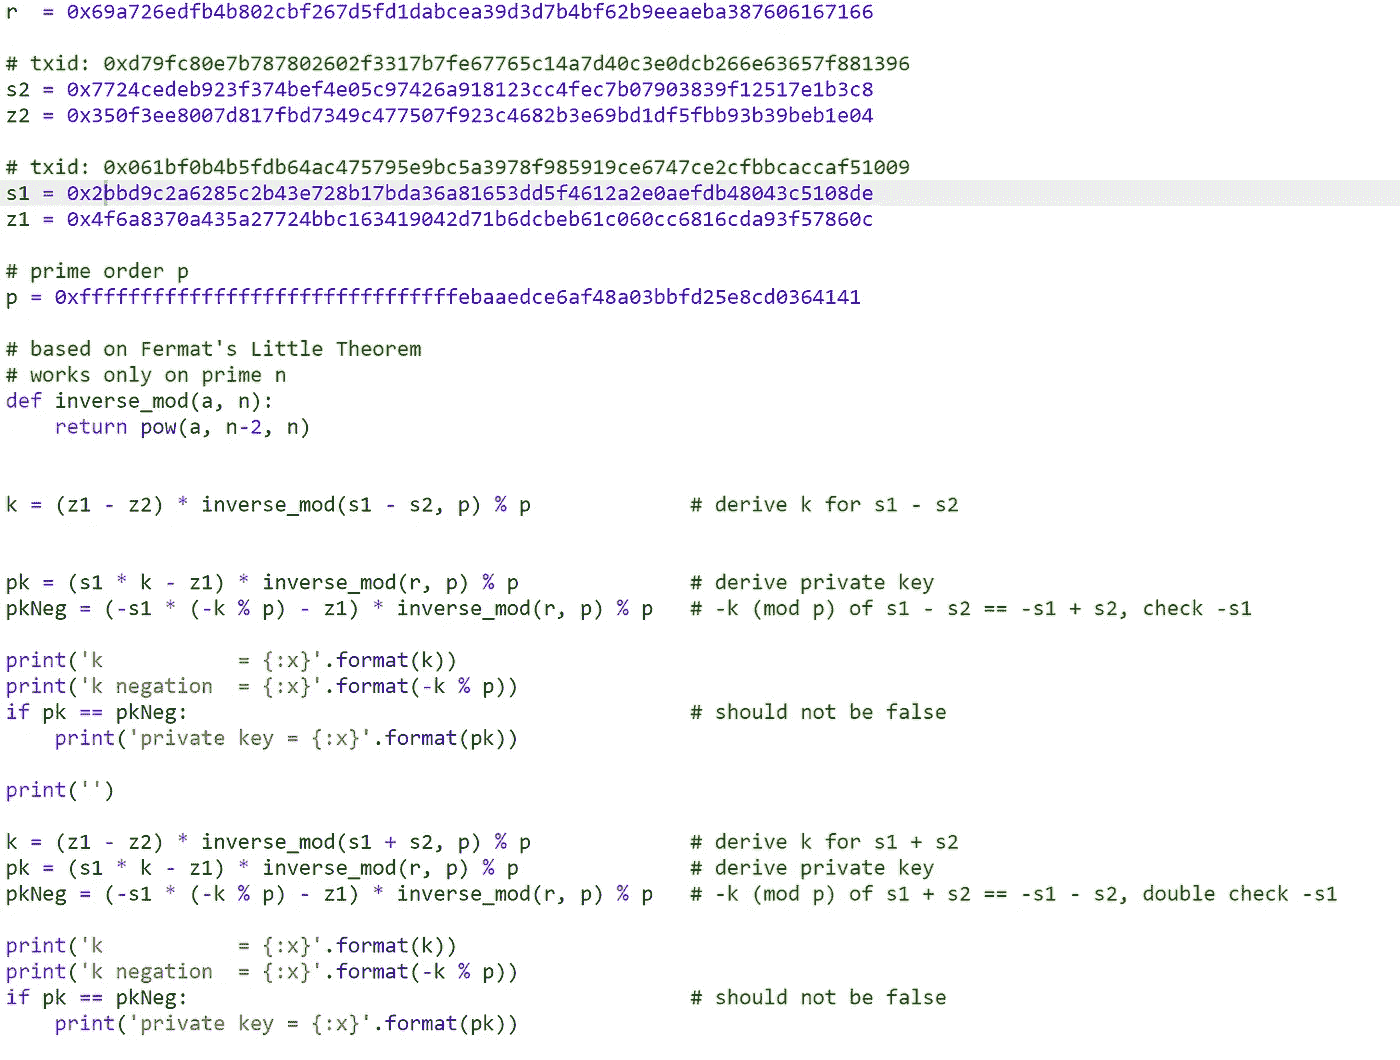 r  = 0x69a726edfb4b802cbf267d5fd1dabcea39d3d7b4bf62b9eeaeba387606167166
# txid: 0xd79fc80e7b787802602f3317b7fe67765c14a7d40c3e0dcb266e63657f881396
s2 = 0x7724cedeb923f374bef4e05c97426a918123cc4fec7b07903839f12517e1b3c8
z2 = 0x350f3ee8007d817fbd7349c477507f923c4682b3e69bd1df5fbb93b39beb1e04
# txid: 0x061bf0b4b5fdb64ac475795e9bc5a3978f985919ce6747ce2cfbbcaccaf51009
s1 = 0x2bbd9c2a6285c2b43e728b17bda36a81653dd5f4612a2e0aefdb48043c5108de
z1 = 0x4f6a8370a435a27724bbc163419042d71b6dcbeb61c060cc6816cda93f57860c
# prime order p
p = 0xfffffffffffffffffffffffffffffffebaaedce6af48a03bbfd25e8cd0364141
# based on Fermat's Little Theorem
# works only on prime n
def inverse_mod(a, n):
    return pow(a, n-2, n)
k = (z1 - z2) * inverse_mod(s1 - s2, p) % p             # derive k for s1 - s2
pk = (s1 * k - z1) * inverse_mod(r, p) % p              # derive private key
pkNeg = (-s1 * (-k % p) - z1) * inverse_mod(r, p) % p   # -k (mod p) of s1 - s2 == -s1 + s2, check -s1
print('k           = {:x}'.format(k))
print('k negation  = {:x}'.format(-k % p))
if pk == pkNeg:                                         # should not be false
    print('private key = {:x}'.format(pk))
print('')
k = (z1 - z2) * inverse_mod(s1 + s2, p) % p             # derive k for s1 + s2
pk = (s1 * k - z1) * inverse_mod(r, p) % p              # derive private key
pkNeg = (-s1 * (-k % p) - z1) * inverse_mod(r, p) % p   # -k (mod p) of s1 + s2 == -s1 - s2, double check -s1
print('k           = {:x}'.format(k))
print('k negation  = {:x}'.format(-k % p))
if pk == pkNeg:                                         # should not be false
    print('private key = {:x}'.format(pk))